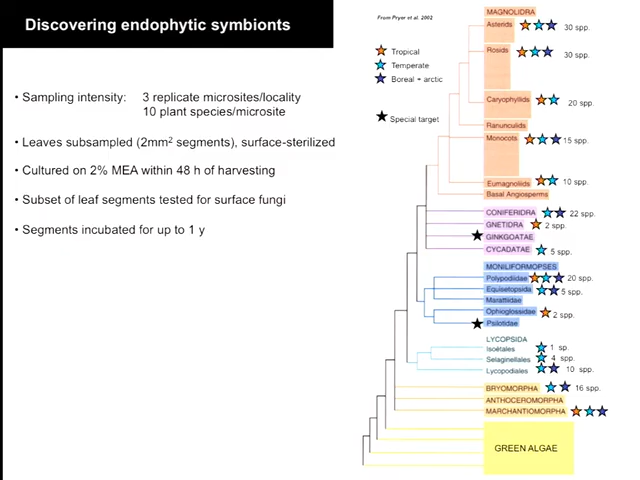 Discovering endophytic symbionts
• Sampling intensity: 3 replicate microsites/locality
10 plant species/microsite
• Leaves subsampled (2mm² segments), surface-sterilized
• Cultured on 2% MEA within 48 h of harvesting
• Subset of leaf segments tested for surface fungi
• Segments incubated for up to 1 y
From Pryer et al. 2002
Tropical
Temperate
Boreal + arctic
Special target
MAGNOLIDRA
Asterids 30 spp.
Rosids 30 spp.
Caryophyllids 20 spp.
Ranunculids
Monocots 15 spp.
Eumagnoliids 10 spp.
Basal Angiosperms
CONIFERIDRA 22 spp.
GNETIDRA 2 spp.
GINKGOATAE
CYCADATAE 5 spp.
MONILIFORMOPSES
Polypodiidae 20 spp.
Equisetopsida 5 spp.
Marattiidae
Ophioglossidae 2 spp.
Psilotidae
LYCOPSIDA
Isoëtales 1 sp.
Selaginellales 4 spp.
Lycopodiales 10 spp.
BRYOMORPHA 16 spp.
ANTHOCEROMORPHA
MARCHANTIOMORPHA
GREEN ALGAE